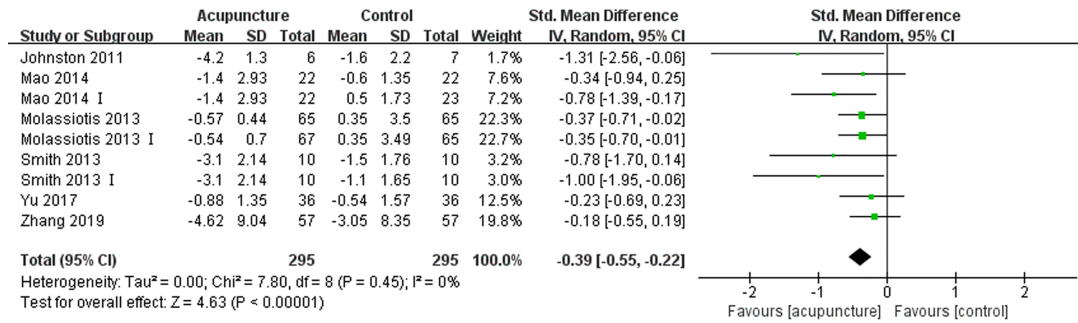 Acupuncture Control Std. Mean Difference Std. Mean Difference
Study or Subgroup Mean SD Total Mean SD Total Weight IV, Random, 95% CI IV, Random, 95% CI
Johnston 2011 -4.2 1.3 6 -1.6 2.2 7 1.7% -1.31 [-2.56, -0.06]
Mao 2014 -1.4 2.93 22 -0.6 1.35 22 7.6% -0.34 [-0.94, 0.25]
Mao 2014 I -1.4 2.93 22 0.5 1.73 23 7.2% -0.78 [-1.39, -0.17]
Molassiotis 2013 -0.57 0.44 65 0.35 3.5 65 22.3% -0.37 [-0.71, -0.02]
Molassiotis 2013 I -0.54 0.7 67 0.35 3.49 65 22.7% -0.35 [-0.70, -0.01]
Smith 2013 -3.1 2.14 10 -1.5 1.76 10 3.2% -0.78 [-1.70, 0.14]
Smith 2013 I -3.1 2.14 10 -1.1 1.65 10 3.0% -1.00 [-1.95, -0.06]
Yu 2017 -0.88 1.35 36 -0.54 1.57 36 12.5% -0.23 [-0.69, 0.23]
Zhang 2019 -4.62 9.04 57 -3.05 8.35 57 19.8% -0.18 [-0.55, 0.19]
Total (95% CI) 295 295 100.0% -0.39 [-0.55, -0.22]
Heterogeneity: Tau² = 0.00; Chi² = 7.80, df = 8 (P = 0.45); I² = 0%
Test for overall effect: Z = 4.63 (P < 0.00001)
-2 -1 0 1 2
Favours [acupuncture] Favours [control]